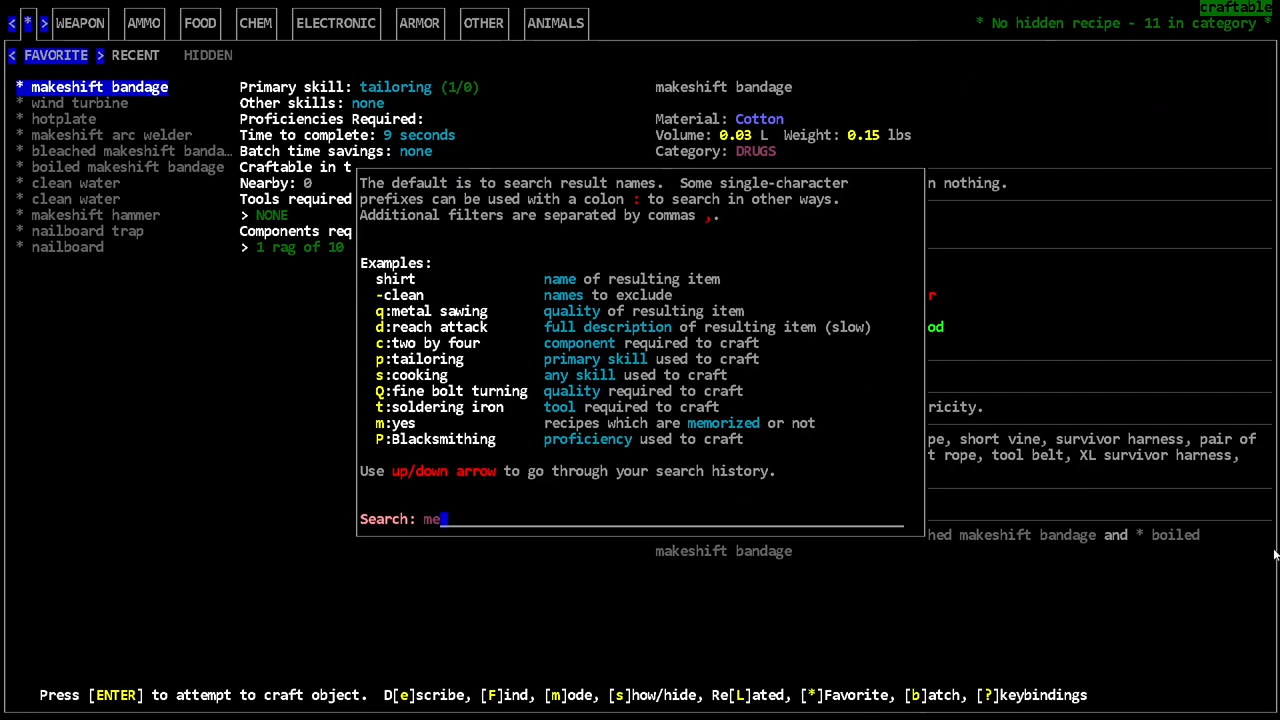 craftable
< * > WEAPON AMMO FOOD CHEM ELECTRONIC ARMOR OTHER ANIMALS
* No hidden recipe - 11 in category *
< FAVORITE > RECENT HIDDEN
* makeshift bandage
* wind turbine
* hotplate
* makeshift arc welder
* bleached makeshift banda…
* boiled makeshift bandage
* clean water
* clean water
* makeshift hammer
* nailboard trap
* nailboard
Primary skill: tailoring (1/0)
Other skills: none
Proficiencies Required:
Time to complete: 9 seconds
Batch time savings: none
Craftable in t
Nearby: 0
Tools required
> NONE
Components req
> 1 rag of 10
makeshift bandage
Material: Cotton
Volume: 0.03 L Weight: 0.15 lbs
Category: DRUGS
n nothing.
r
od
ricity.
pe, short vine, survivor harness, pair of
t rope, tool belt, XL survivor harness,
hed makeshift bandage and * boiled
makeshift bandage
The default is to search result names. Some single-character
prefixes can be used with a colon : to search in other ways.
Additional filters are separated by commas ,.
Examples:
shirt name of resulting item
-clean names to exclude
q:metal sawing quality of resulting item
d:reach attack full description of resulting item (slow)
c:two by four component required to craft
p:tailoring primary skill used to craft
s:cooking any skill used to craft
Q:fine bolt turning quality required to craft
t:soldering iron tool required to craft
m:yes recipes which are memorized or not
P:Blacksmithing proficiency used to craft
Use up/down arrow to go through your search history.
Search: me
Press [ENTER] to attempt to craft object. D[e]scribe, [F]ind, [m]ode, [s]how/hide, Re[L]ated, [*]Favorite, [b]atch, [?]keybindings